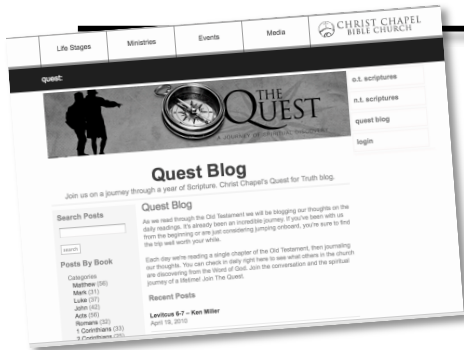 Life Stages
Ministries
Events
Media
CHRIST CHAPEL
BIBLE CHURCH
quest:
o.t. scriptures
n.t. scriptures
quest blog
login
THE
QUEST
A JOURNEY OF SPIRITUAL DISCOVERY
Quest Blog
Join us on a journey through a year of Scripture. Christ Chapel's Quest for Truth blog.
Search Posts
search
Posts By Book
Categories
Matthew (56)
Mark (31)
Luke (37)
John (42)
Acts (56)
Romans (32)
1 Corinthians (33)
Quest Blog
As we read through the Old Testament we will be blogging our thoughts on the
daily readings. It's already been an incredible journey. If you've been with us
from the beginning or are just considering jumping onboard, you're sure to find
the trip well worth your while.
Each day we're reading a single chapter of the Old Testament, then journaling
our thoughts. You can check in daily right here to see what others in the church
are discovering from the Word of God. Join the conversation and the spiritual
journey of a lifetime! Join The Quest.
Recent Posts
Leviticus 6-7 – Ken Miller
April 19, 2010